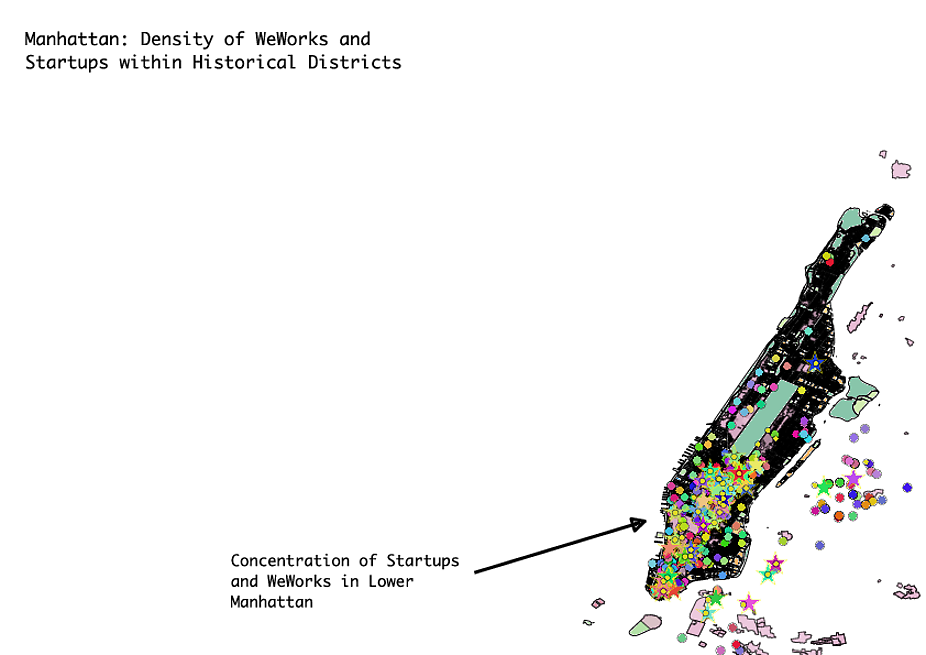 Manhattan: Density of WeWorks and
Startups within Historical Districts
Concentration of Startups
and WeWorks in Lower
Manhattan